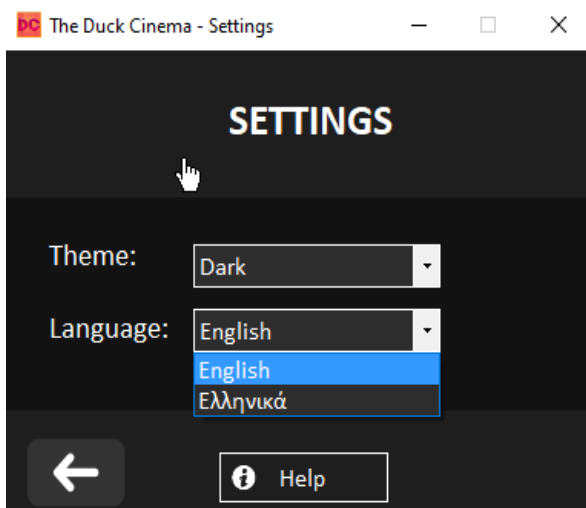 DC The Duck Cinema - Settings
SETTINGS
Theme: Dark
Language: English
English
Ελληνικά
Help